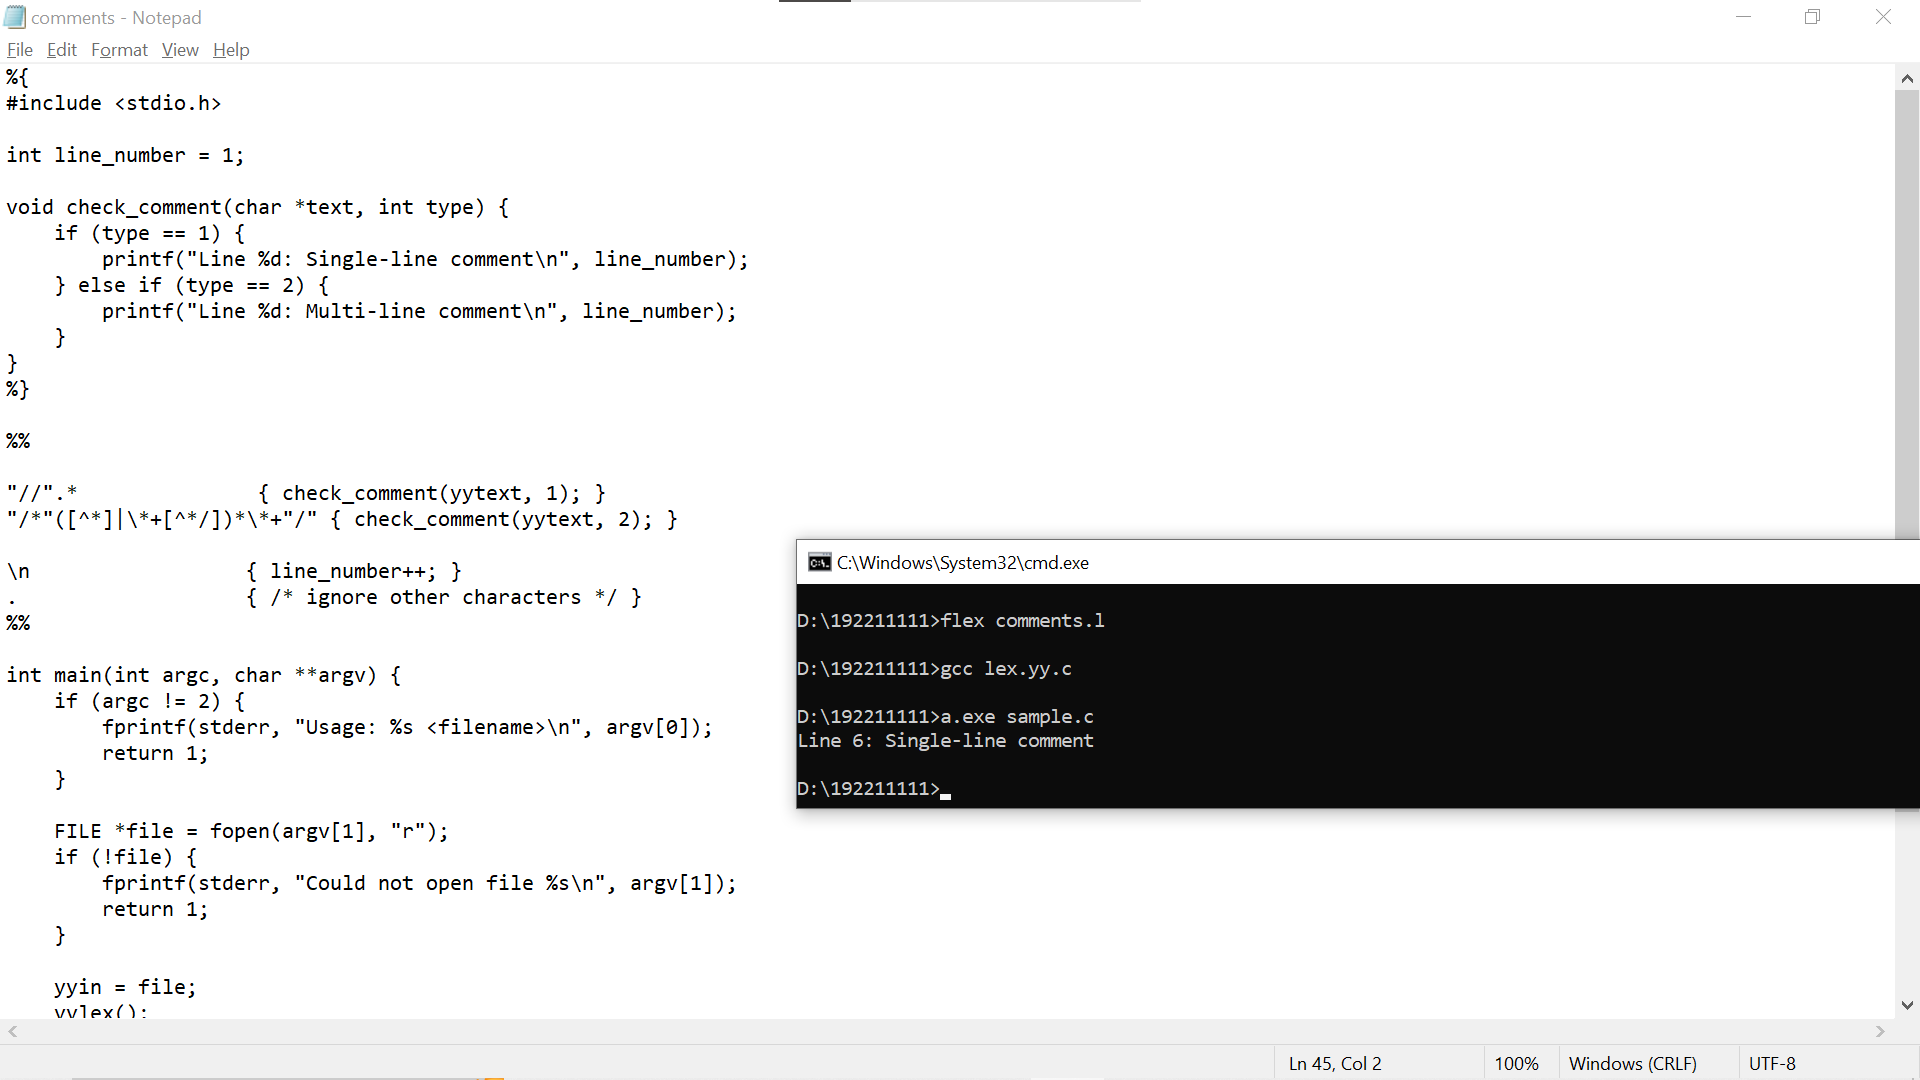 comments - Notepad
File Edit Format View Help
%{
#include <stdio.h>

int line_number = 1;

void check_comment(char *text, int type) {
    if (type == 1) {
        printf("Line %d: Single-line comment\n", line_number);
    } else if (type == 2) {
        printf("Line %d: Multi-line comment\n", line_number);
    }
}
%}

%%

"//".*               { check_comment(yytext, 1); }
"/*"([^*]|\*+[^*/])*\*+"/" { check_comment(yytext, 2); }

\n                  { line_number++; }
.                   { /* ignore other characters */ }
%%

int main(int argc, char **argv) {
    if (argc != 2) {
        fprintf(stderr, "Usage: %s <filename>\n", argv[0]);
        return 1;
    }

    FILE *file = fopen(argv[1], "r");
    if (!file) {
        fprintf(stderr, "Could not open file %s\n", argv[1]);
        return 1;
    }

    yyin = file;
    yylex();
C:\Windows\System32\cmd.exe
D:\192211111>flex comments.l

D:\192211111>gcc lex.yy.c

D:\192211111>a.exe sample.c
Line 6: Single-line comment

D:\192211111>
Ln 45, Col 2
100%
Windows (CRLF)
UTF-8